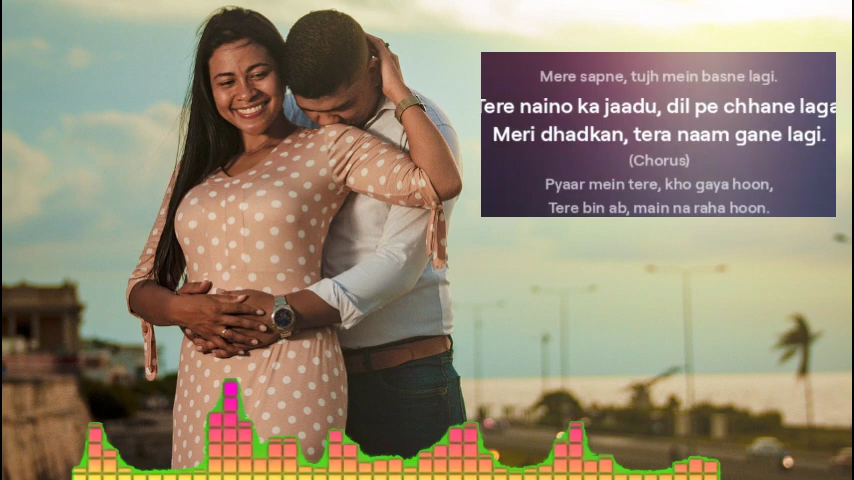 Mere sapne, tujh mein basne lagi.
Tere naino ka jaadu, dil pe chhane laga
Meri dhadkan, tera naam gane lagi.
(Chorus)
Pyaar mein tere, kho gaya hoon,
Tere bin ab, main na raha hoon.